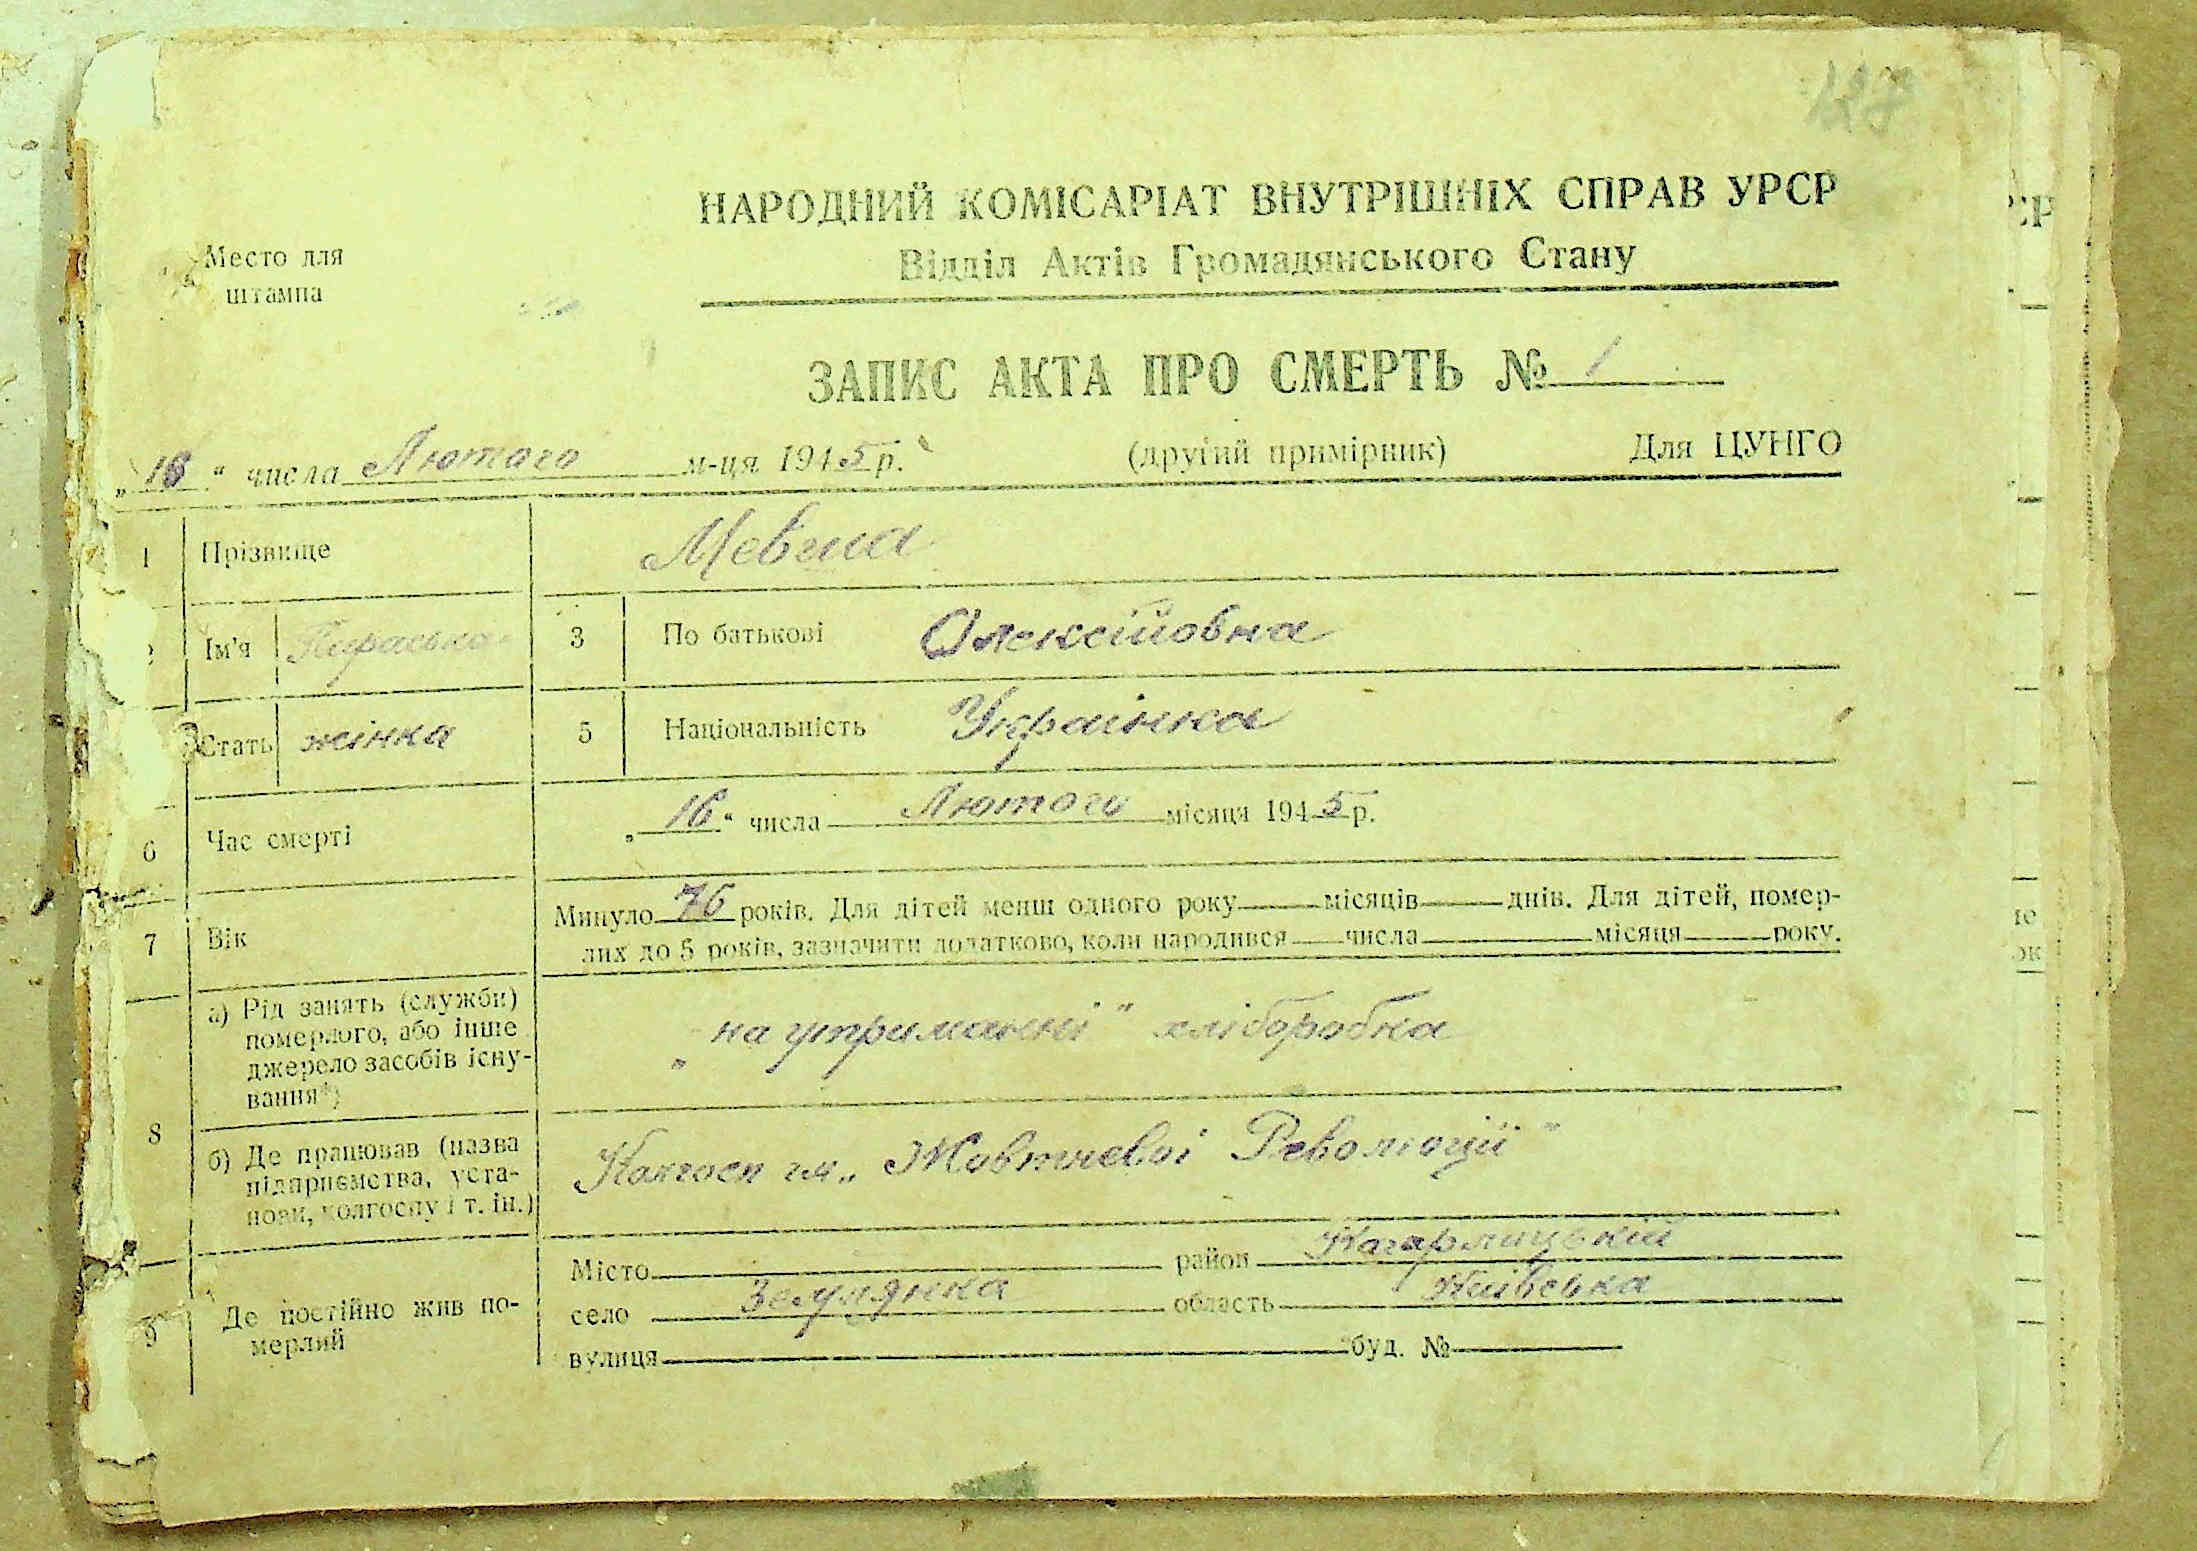 127
НАРОДНИЙ КОМІСАРІАТ ВНУТРІШНІХ СПРАВ УРСР
Відділ Актів Громадянського Стану
Место для
штампа
ЗАПИС АКТА ПРО СМЕРТЬ № 1
„16“ числа Лютого м-ця 1945 р. (другий примірник) Для ЦУНГО
1 Прізвище
Ім'я Параська 3 По батькові Олексійовна
Стать жінка 5 Національність Українка
6 Час смерті „16“ числа Лютого місяця 1945 р.
7 Вік Минуло 76 років. Для дітей менш одного року місяців днів. Для дітей, помер-
лих до 5 років, зазначити додатково, коли народився числа місяця року.
8 а) Рід занять (служби)
померлого, або інше
джерело засобів існу-
вання*)
„на утриманні" хліборобка
б) Де працював (назва
підприємства, уста-
нови, колгоспу і т. ін.)
Колгосп ім. „Жовтневої Революції"
9 Де постійно жив по-
мерлий
Місто район Кагарлицький
село область Київська
вулиця буд. №